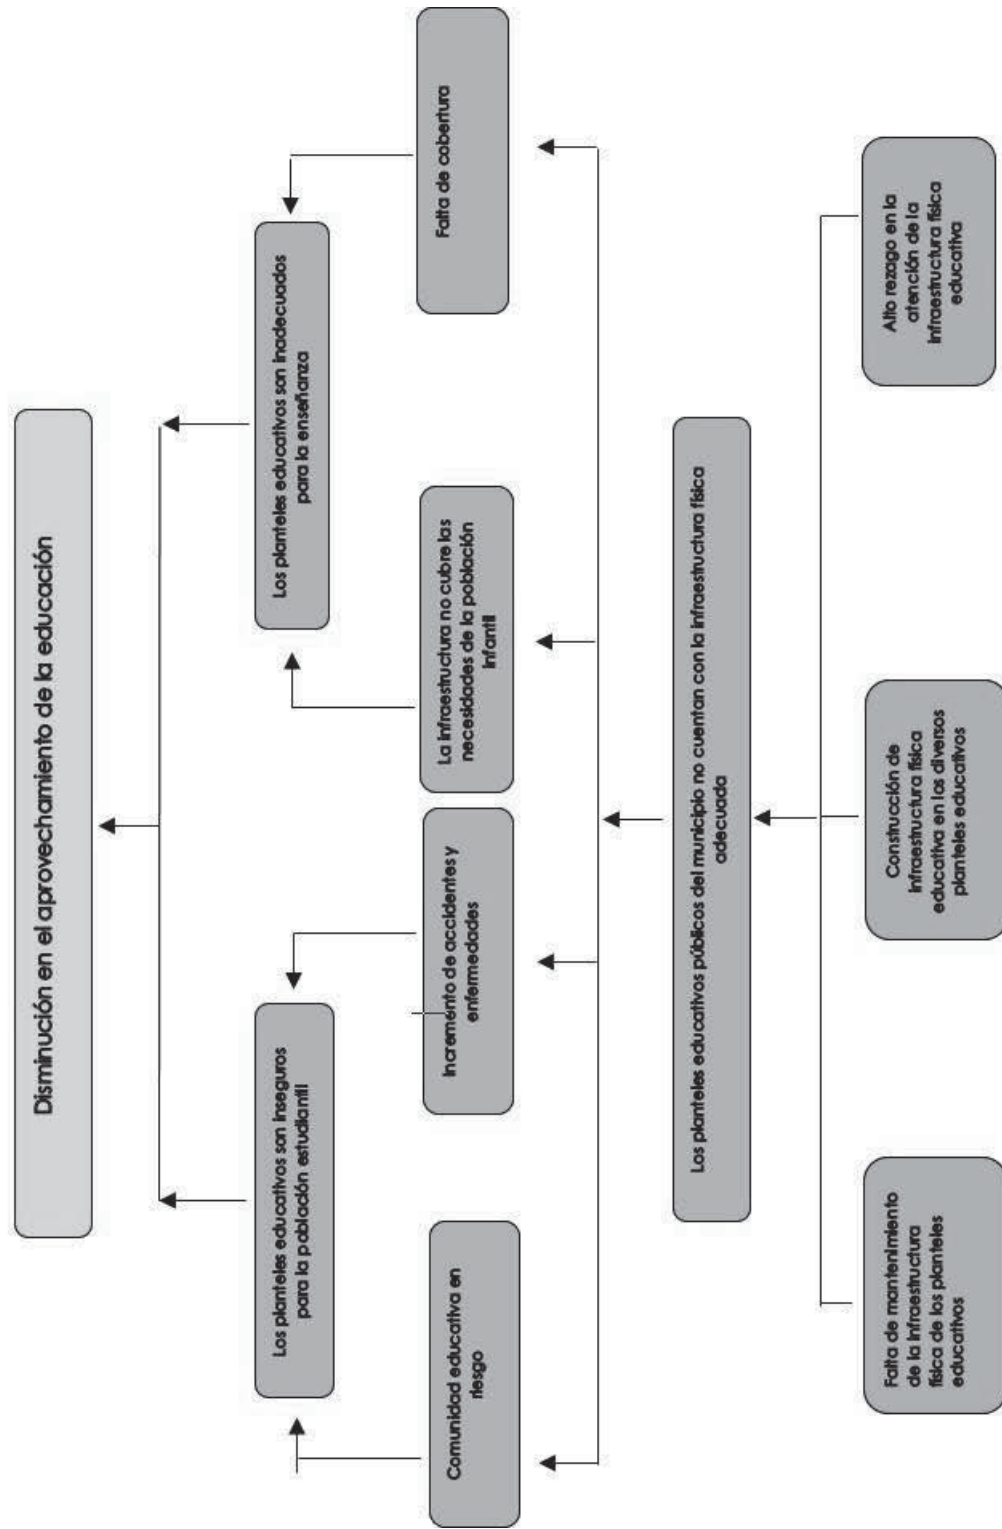 Disminución en el aprovechamiento de la educación
Los planteles educativos son inseguros
para la población estudiantil
Los planteles educativos son inadecuados
para la enseñanza
Comunidad educativa en
riesgo
Incremento de accidentes y
enfermedades
La infraestructura no cubre las
necesidades de la población
infantil
Falta de cobertura
Los planteles educativos públicos del municipio no cuentan con la infraestructura física
adecuada
Falta de mantenimiento
de la infraestructura
física de los planteles
educativos
Construcción de
infraestructura física
educativa en los diversos
planteles educativos
Alto rezago en la
atención de la
infraestructura física
educativa